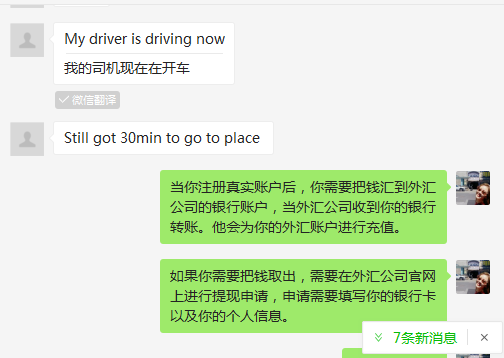 My driver is driving now
我的司机现在在开车
微信翻译
Still got 30min to go to place
当你注册真实账户后，你需要把钱汇到外汇
公司的银行账户，当外汇公司收到你的银行
转账。他会为你的外汇账户进行充值。
如果你需要把钱取出，需要在外汇公司官网
上进行提现申请，申请需要填写你的银行卡
以及你的个人信息。
7条新消息